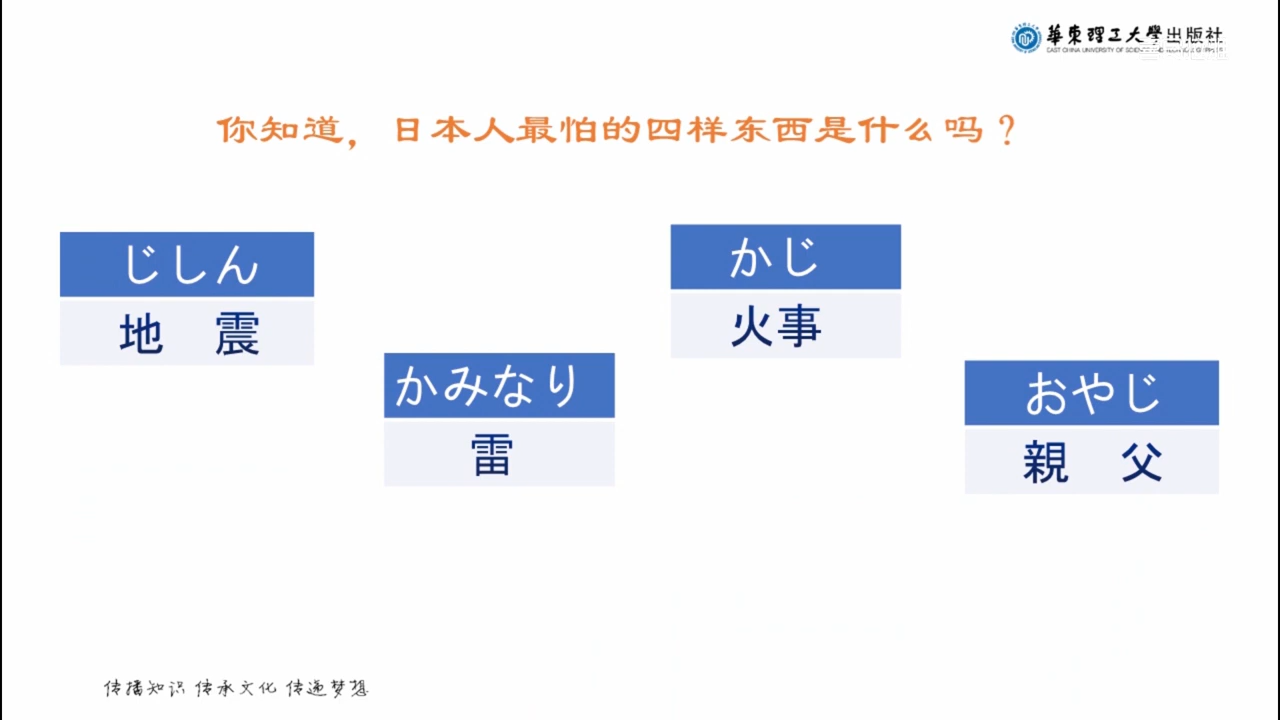 華東理工大學出版社
你知道，日本人最怕的四样东西是什么吗？
じしん
地 震
かみなり
雷
かじ
火事
おやじ
親 父
传播知识 传承文化 传递梦想